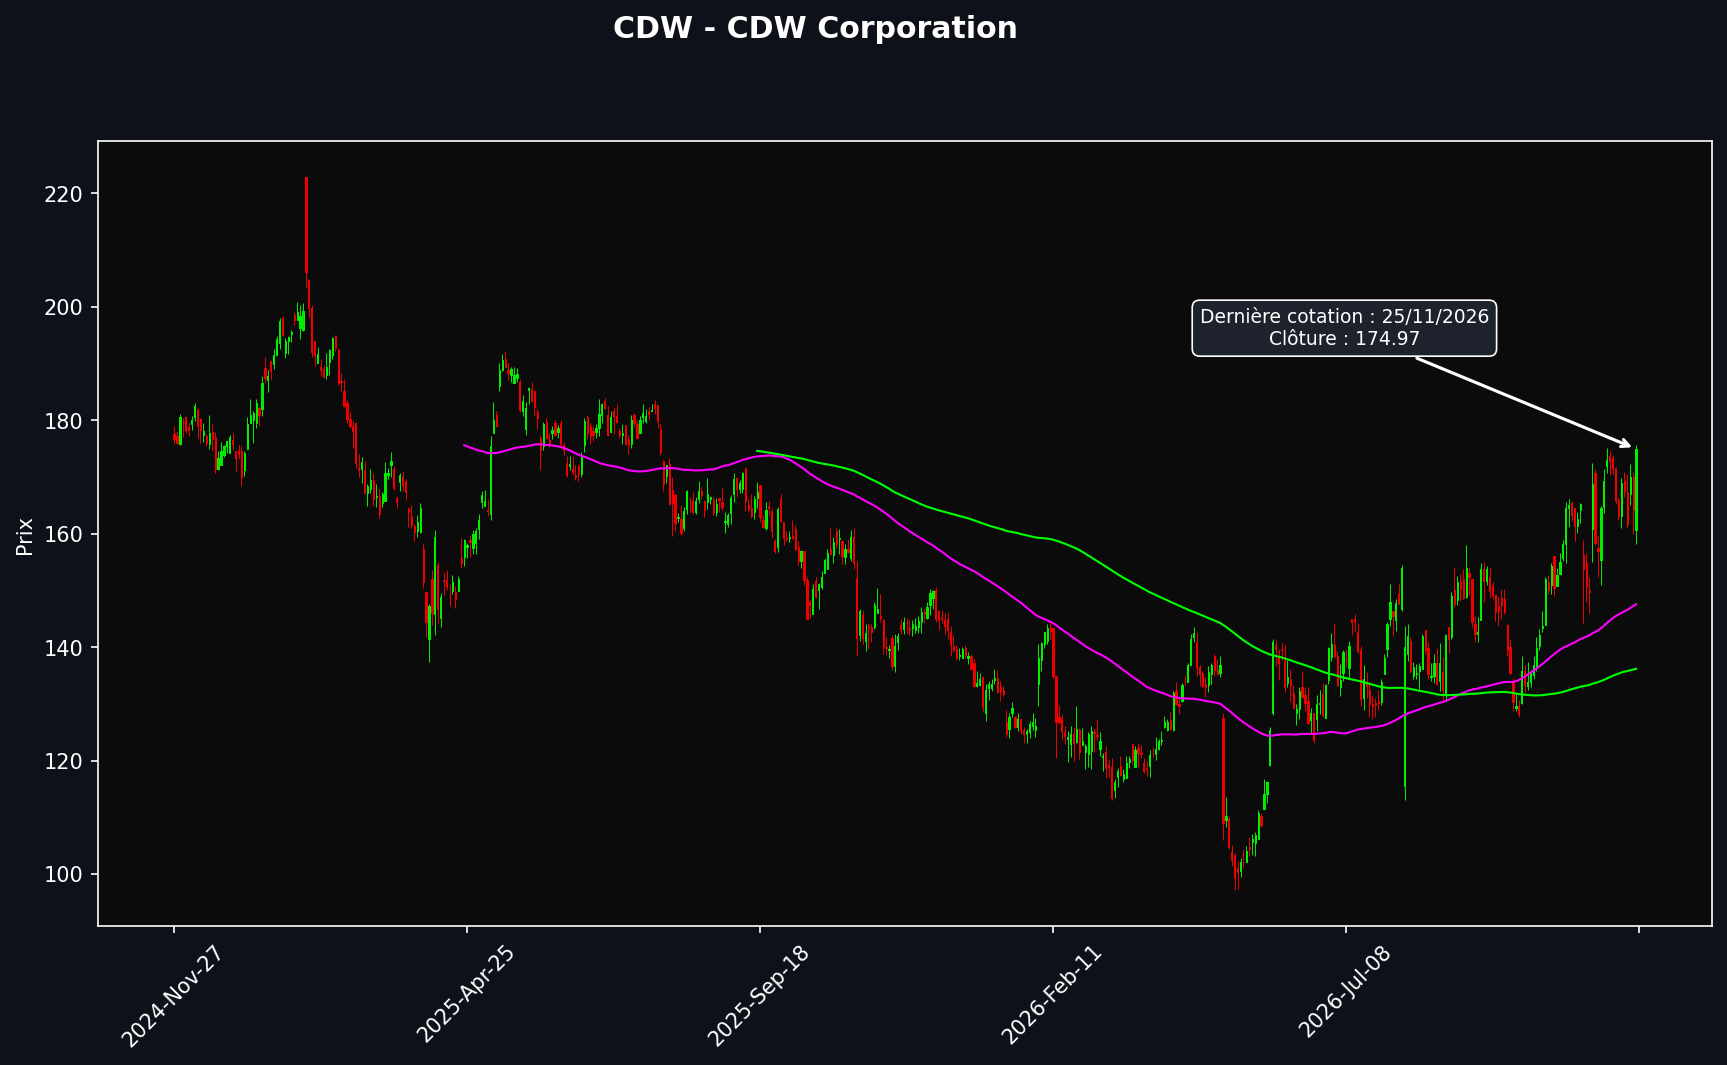 CDW - CDW Corporation
220
200
180
160
140
120
100
Prix
Dernière cotation : 25/11/2026
Clôture : 174.97
2024-Nov-27
2025-Apr-25
2025-Sep-18
2026-Feb-11
2026-Jul-08